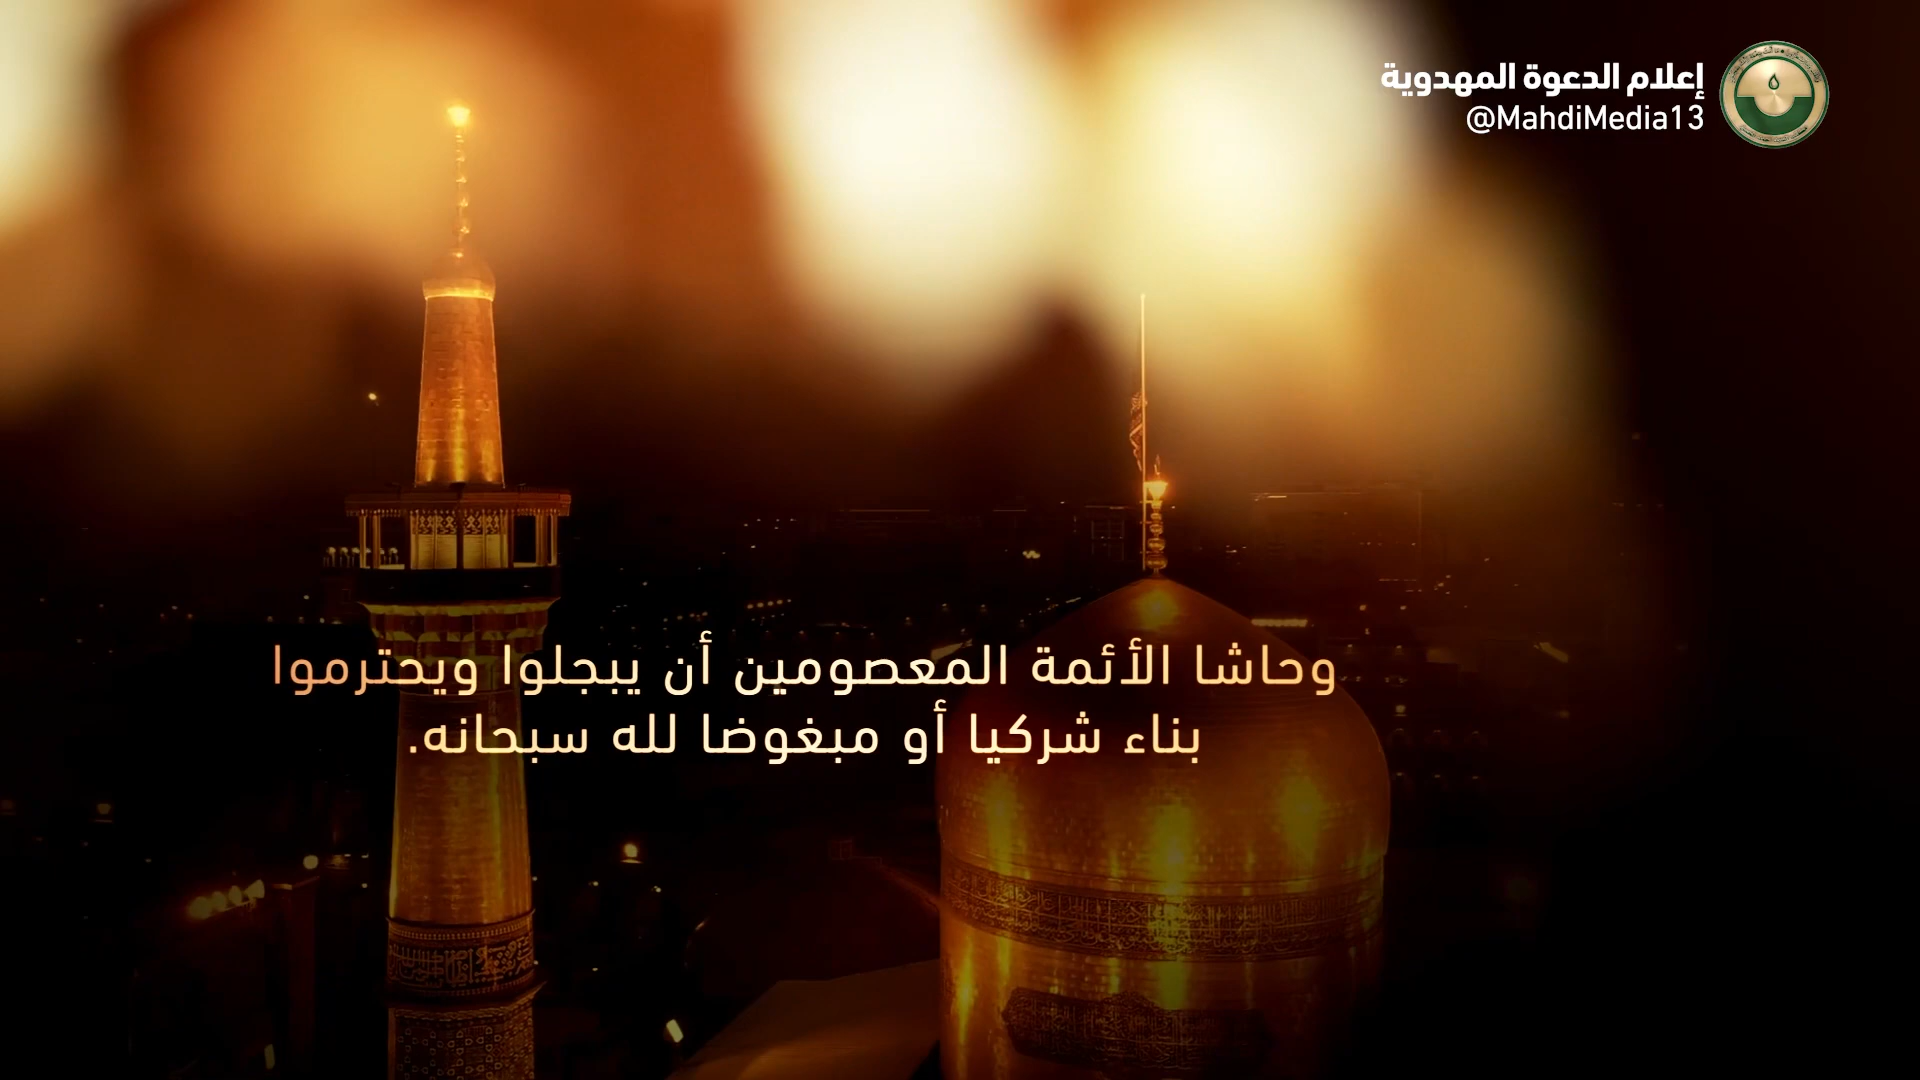 إعلام الدعوة المهدوية
@MahdiMedia13
وحاشا الأئمة المعصومين أن يبجلوا ويحترموا
بناء شركيا أو مبغوضا لله سبحانه.